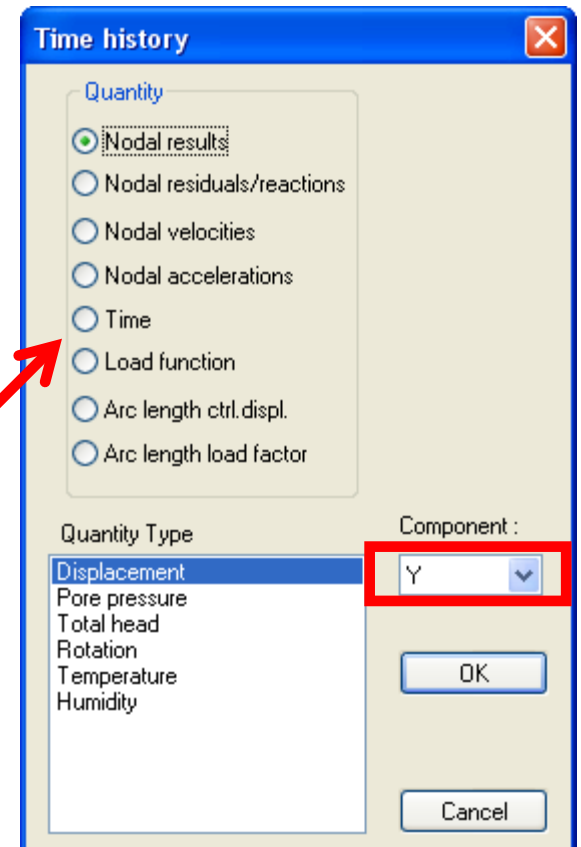 Time history
Quantity
Nodal results
Nodal residuals/reactions
Nodal velocities
Nodal accelerations
Time
Load function
Arc length ctrl.displ.
Arc length load factor
Quantity Type
Component :
Displacement
Pore pressure
Total head
Rotation
Temperature
Humidity
Y
OK
Cancel